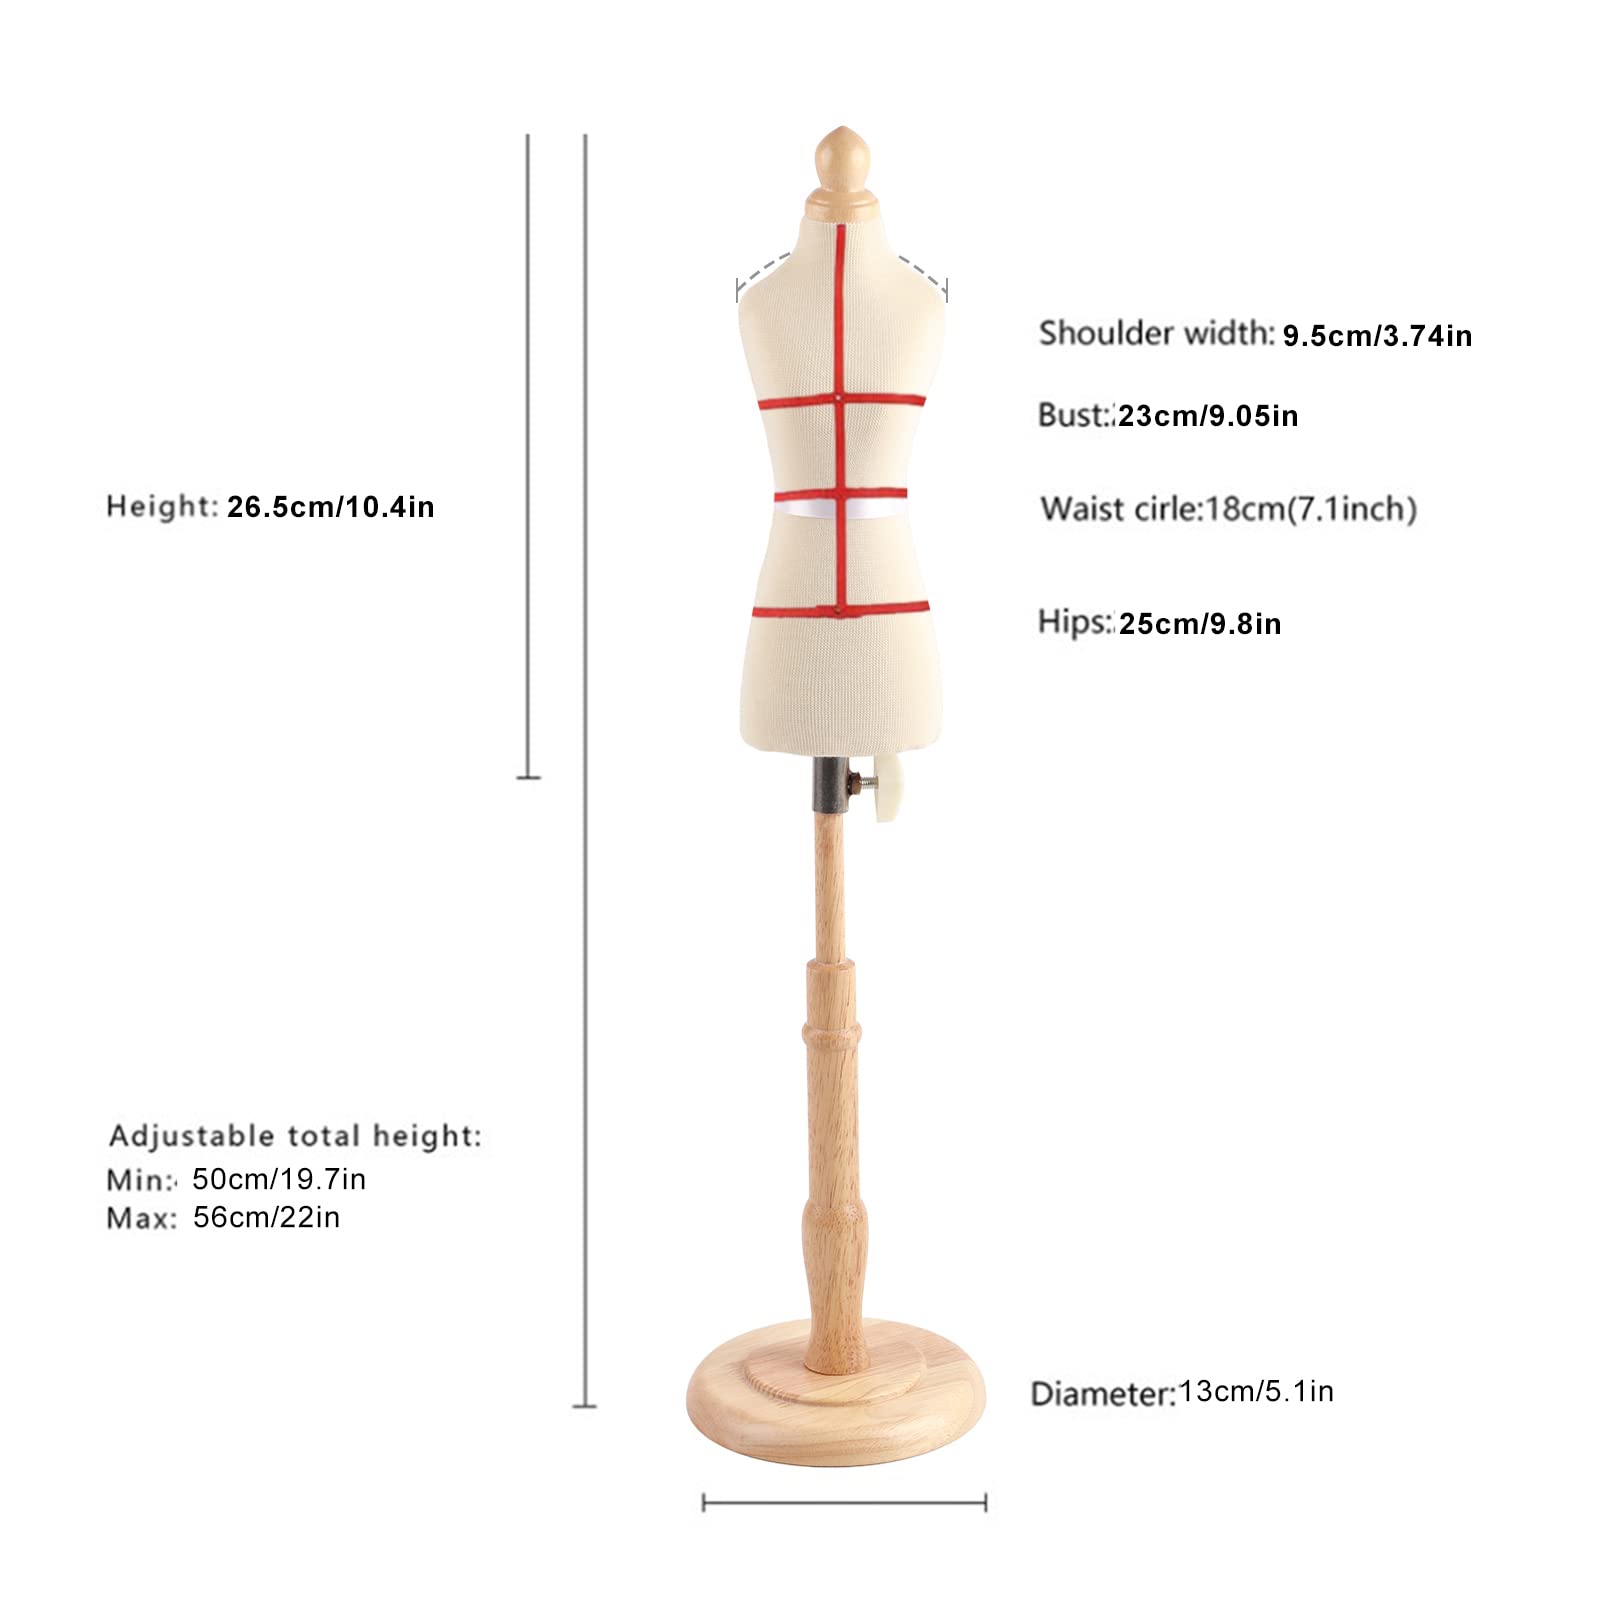 Shoulder width: 9.5cm/3.74in
Bust: 23cm/9.05in
Height: 26.5cm/10.4in
Waist cirle:18cm(7.1inch)
Hips: 25cm/9.8in
Adjustable total height:
Min: 50cm/19.7in
Max: 56cm/22in
Diameter:13cm/5.1in